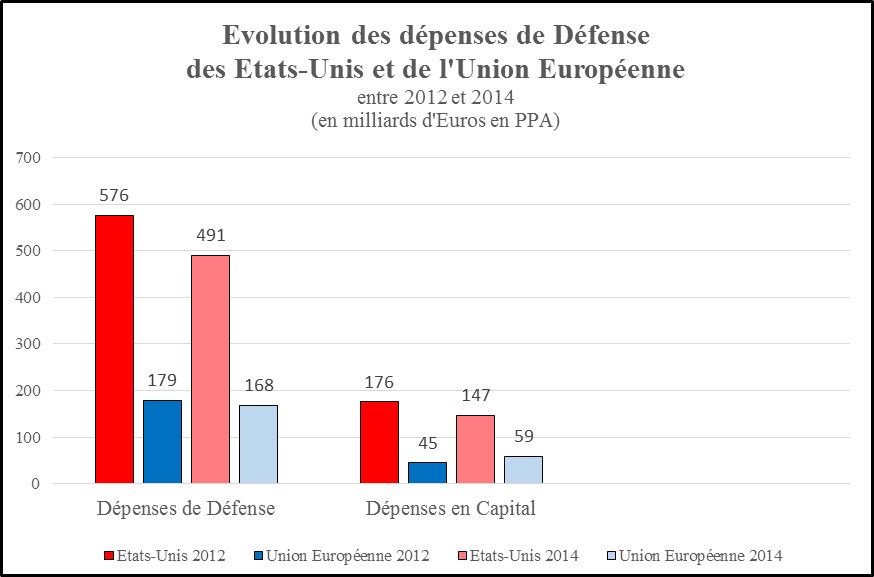 Evolution des dépenses de Défense
des Etats-Unis et de l'Union Européenne
entre 2012 et 2014
(en milliards d'Euros en PPA)
700
600
500
400
300
200
100
0
576
179
491
168
176
45
147
59
Dépenses de Défense
Dépenses en Capital
Etats-Unis 2012
Union Européenne 2012
Etats-Unis 2014
Union Européenne 2014